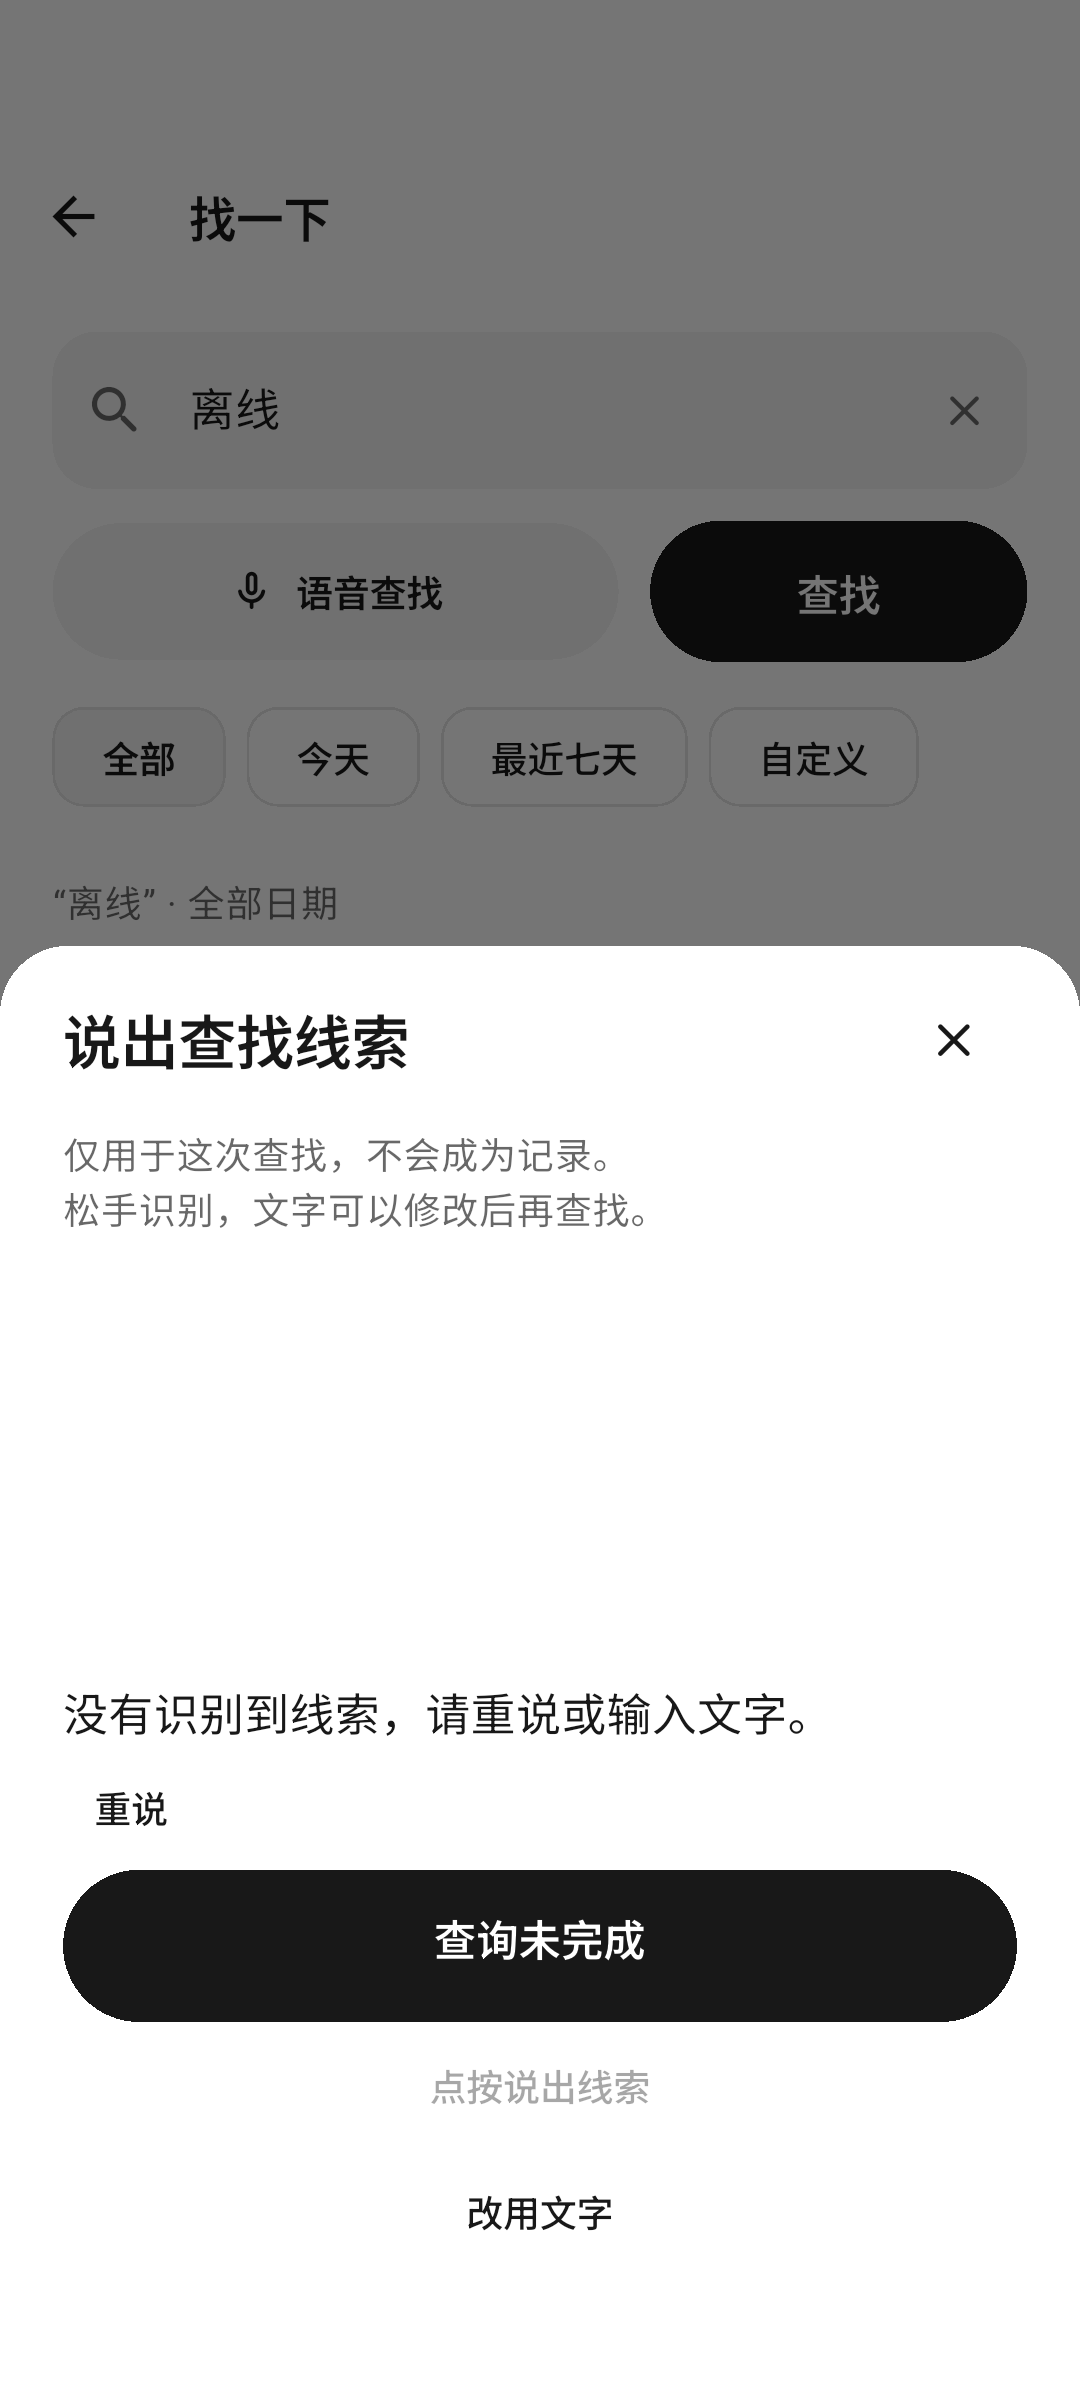 找一下
离线
语音查找
查找
全部
今天
最近七天
自定义
“离线” · 全部日期
说出查找线索
仅用于这次查找，不会成为记录。
松手识别，文字可以修改后再查找。
没有识别到线索，请重说或输入文字。
重说
查询未完成
点按说出线索
改用文字